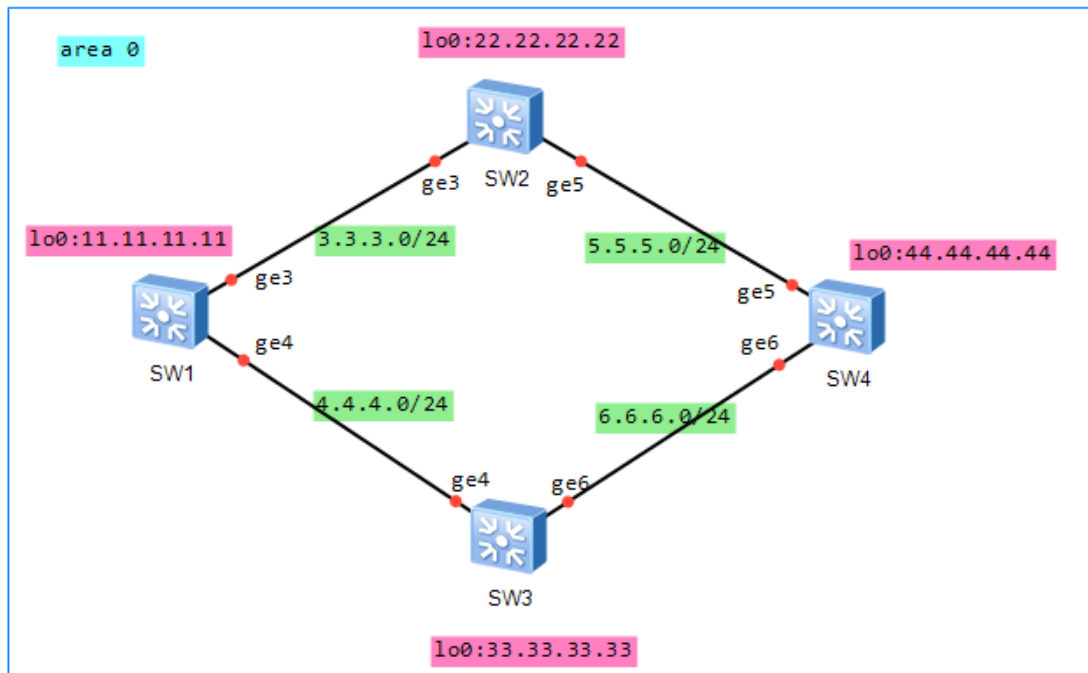 lo0:22.22.22.22
area 0
SW2
ge3
ge5
lo0:11.11.11.11
3.3.3.0/24
5.5.5.0/24
lo0:44.44.44.44
ge3
ge5
ge4
ge6
SW1
SW4
4.4.4.0/24
6.6.6.0/24
ge4
ge6
SW3
lo0:33.33.33.33